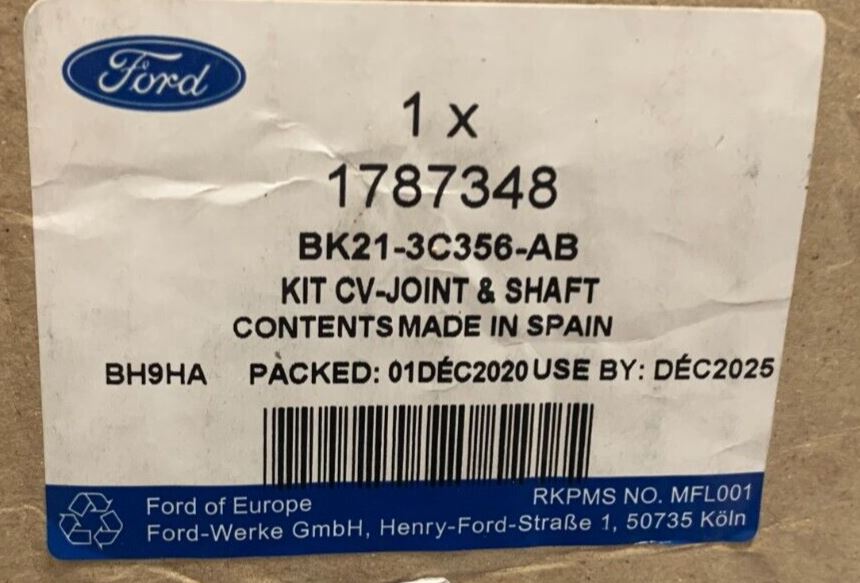 Ford
1 x
1787348
BK21-3C356-AB
KIT CV-JOINT & SHAFT
CONTENTS MADE IN SPAIN
BH9HA PACKED: 01DÉC2020 USE BY: DÉC2025
Ford of Europe RKPMS NO. MFL001
Ford-Werke GmbH, Henry-Ford-Straße 1, 50735 Köln